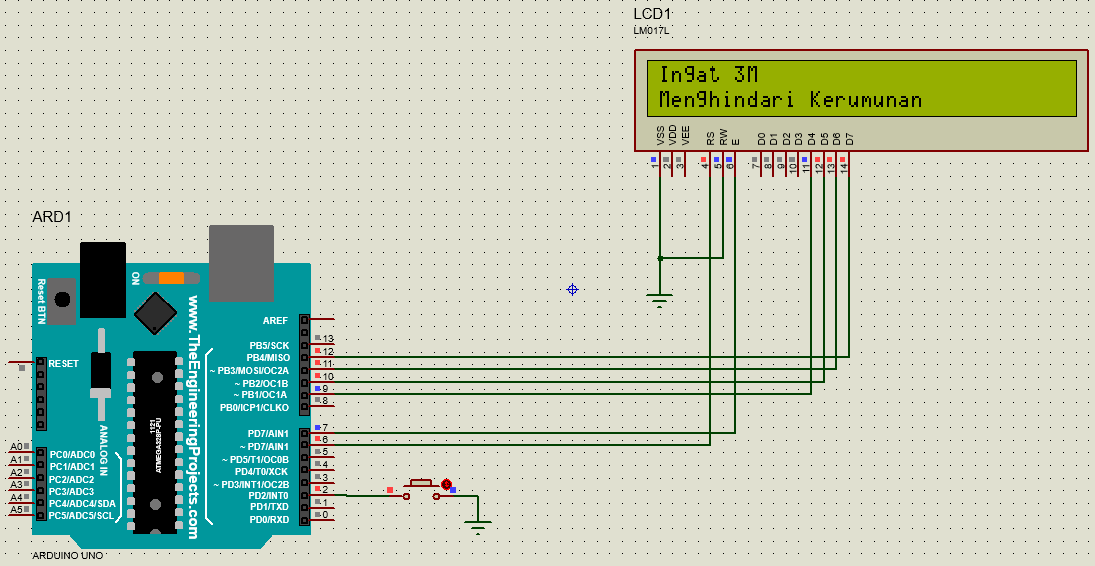 LCD1
LM017L
Ingat 3M
Menghindari Kerumunan
VSS VDD VEE RS RW E D0 D1 D2 D3 D4 D5 D6 D7
1 2 3 4 5 6 7 8 9 10 11 12 13 14
ARD1
Reset BTN
ON
www.TheEngineeringProjects.com
AREF
PB5/SCK 13
PB4/MISO 12
~ PB3/MOSI/OC2A 11
~ PB2/OC1B 10
~ PB1/OC1A 9
PB0/ICP1/CLKO 8
RESET
1121
ATMEGA328P-PU
ANALOG IN
PD7/AIN1 7
~ PD7/AIN1 6
~ PD5/T1/OC0B 5
PD4/T0/XCK 4
~ PD3/INT1/OC2B 3
PD2/INT0 2
PD1/TXD 1
PD0/RXD 0
A0 PC0/ADC0
A1 PC1/ADC1
A2 PC2/ADC2
A3 PC3/ADC3
A4 PC4/ADC4/SDA
A5 PC5/ADC5/SCL
ARDUINO UNO